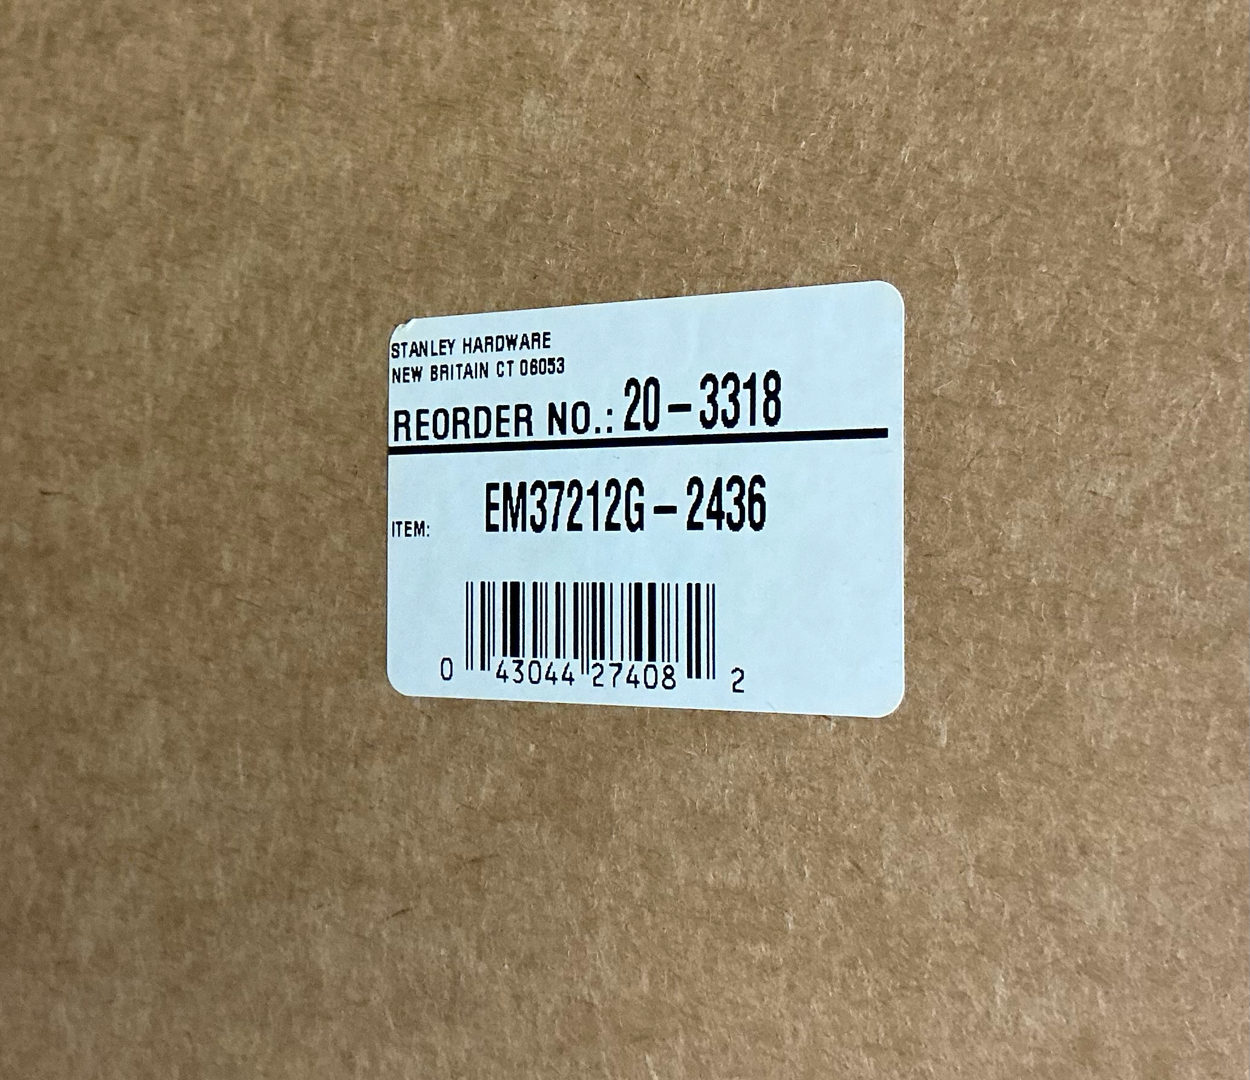 STANLEY HARDWARE
NEW BRITAIN CT 06053
REORDER NO.: 20-3318
EM37212G-2436
ITEM:
0 43044 27408 2